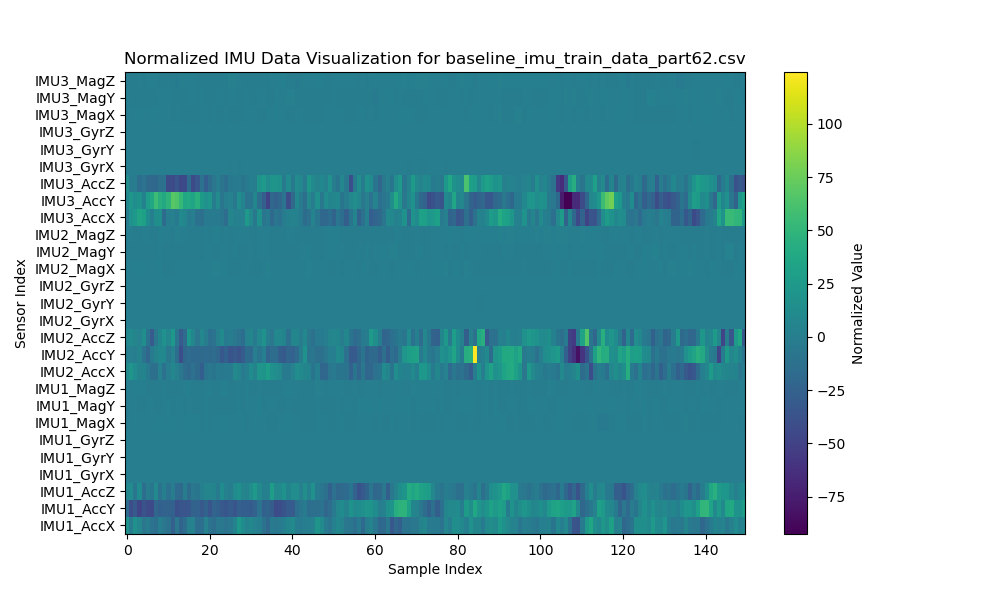 Normalized IMU Data Visualization for baseline_imu_train_data_part62.csv
IMU3_MagZ
IMU3_MagY
IMU3_MagX
IMU3_GyrZ
IMU3_GyrY
IMU3_GyrX
IMU3_AccZ
IMU3_AccY
IMU3_AccX
IMU2_MagZ
IMU2_MagY
IMU2_MagX
IMU2_GyrZ
IMU2_GyrY
IMU2_GyrX
IMU2_AccZ
IMU2_AccY
IMU2_AccX
IMU1_MagZ
IMU1_MagY
IMU1_MagX
IMU1_GyrZ
IMU1_GyrY
IMU1_GyrX
IMU1_AccZ
IMU1_AccY
IMU1_AccX
Sensor Index
0 20 40 60 80 100 120 140
Sample Index
100
75
50
25
0
−25
−50
−75
Normalized Value